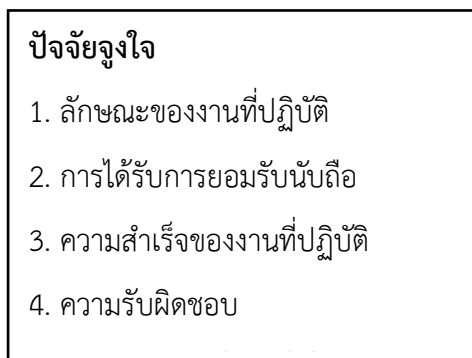 ปัจจัยจูงใจ
1. ลักษณะของงานที่ปฏิบัติ
2. การได้รับการยอมรับนับถือ
3. ความสำเร็จของงานที่ปฏิบัติ
4. ความรับผิดชอบ